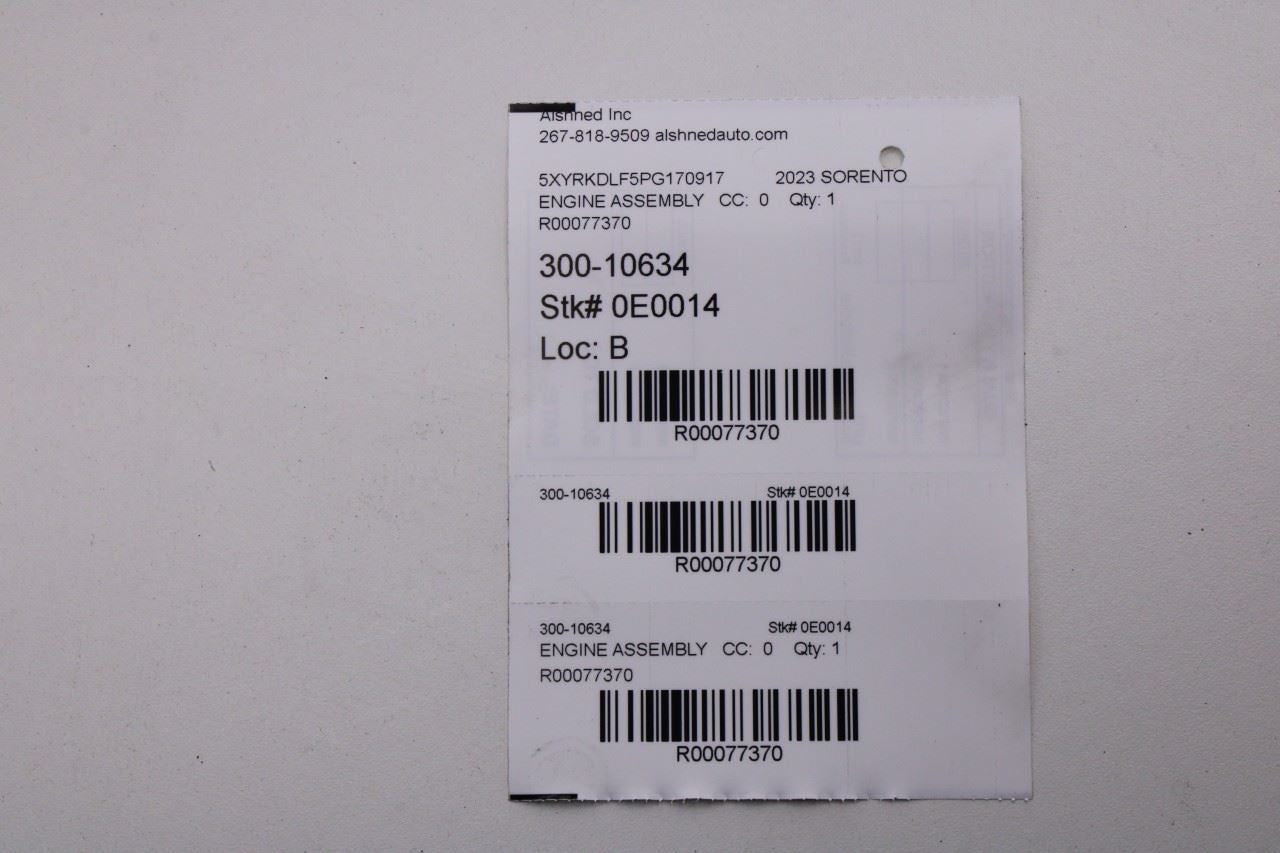 Alshned Inc
267-818-9509 alshnedauto.com
5XYRKDLF5PG170917 2023 SORENTO
ENGINE ASSEMBLY CC: 0 Qty: 1
R00077370
300-10634
Stk# 0E0014
Loc: B
R00077370
300-10634 Stk# 0E0014
R00077370
300-10634 Stk# 0E0014
ENGINE ASSEMBLY CC: 0 Qty: 1
R00077370
R00077370